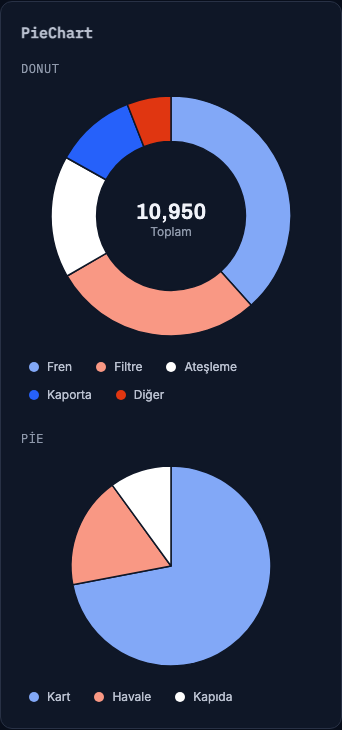 PieChart
DONUT
10,950
Toplam
Fren Filtre Ateşleme
Kaporta Diğer
PİE
Kart Havale Kapıda